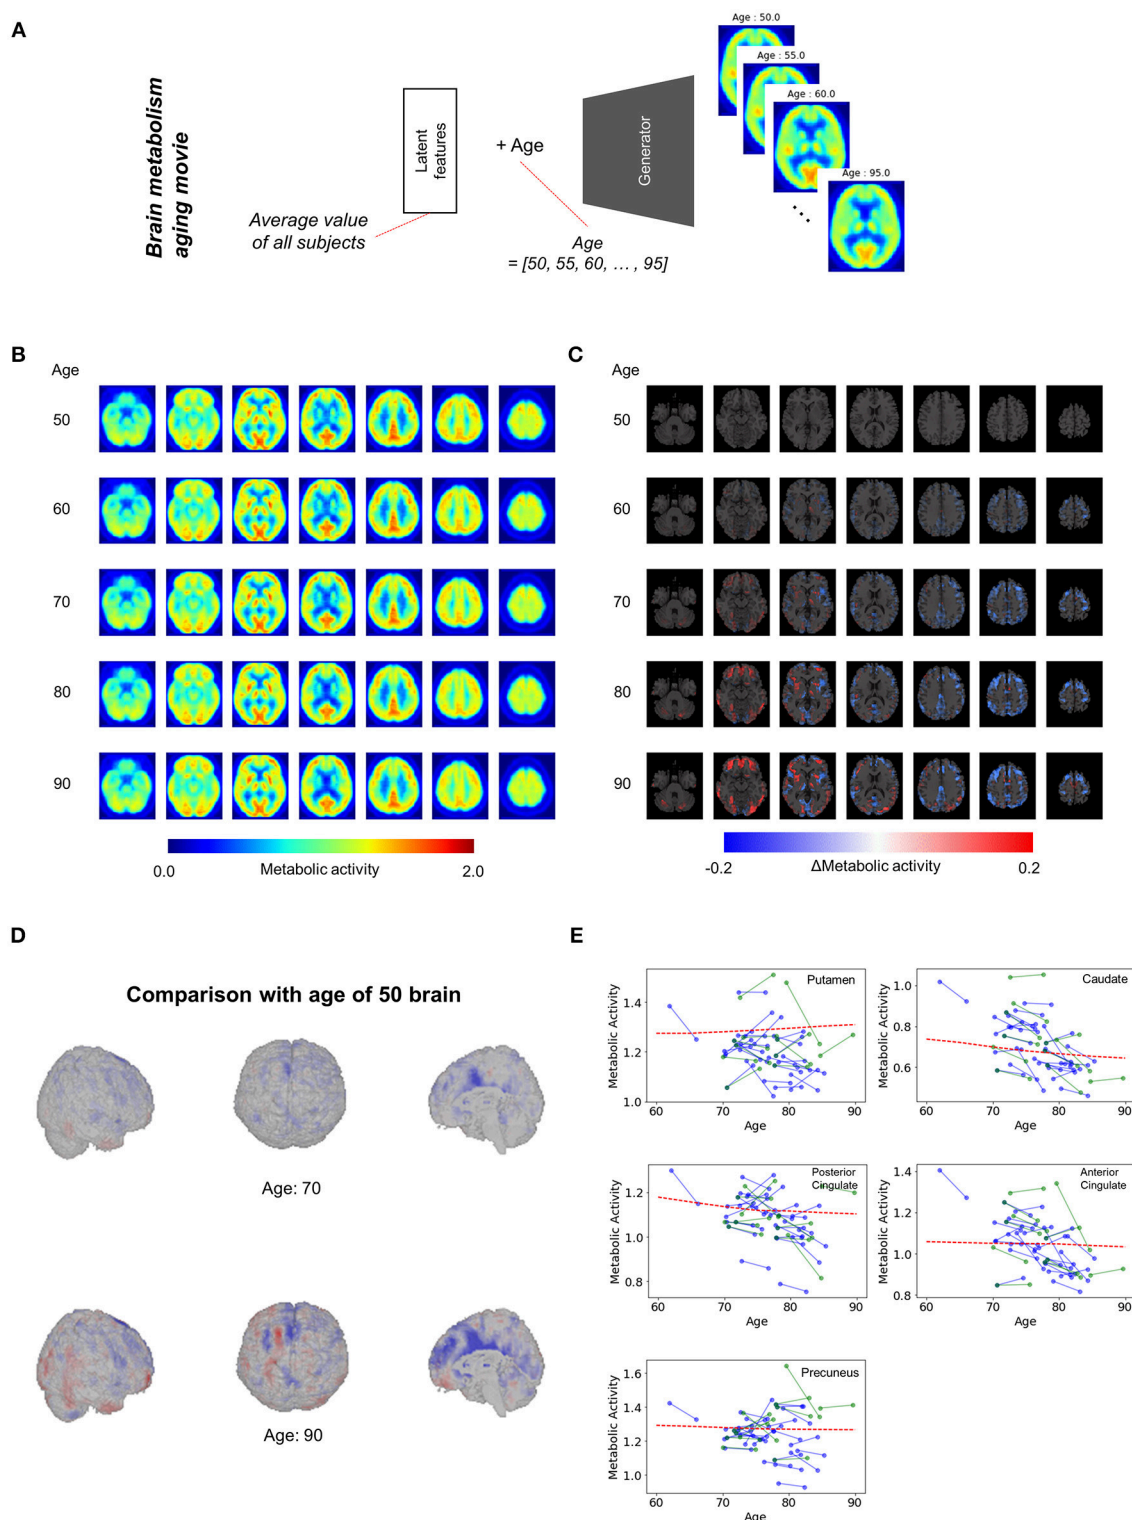 A
Brain metabolism
aging movie
Latent
features
+ Age
Generator
Average value
of all subjects
Age
= [50, 55, 60, … , 95]
Age : 50.0
Age : 55.0
Age : 60.0
Age : 95.0
B
Age
50
60
70
80
90
0.0
Metabolic activity
2.0
C
Age
50
60
70
80
90
-0.2
ΔMetabolic activity
0.2
D
Comparison with age of 50 brain
Age: 70
Age: 90
E
Putamen
Metabolic Activity
1.4
1.2
1.0
60
70
80
90
Age
Caudate
Metabolic Activity
1.0
0.8
0.6
60
70
80
90
Age
Posterior
Cingulate
Metabolic Activity
1.2
1.0
0.8
60
70
80
90
Age
Anterior
Cingulate
Metabolic Activity
1.4
1.2
1.0
0.8
60
70
80
90
Age
Precuneus
Metabolic Activity
1.6
1.4
1.2
1.0
60
70
80
90
Age